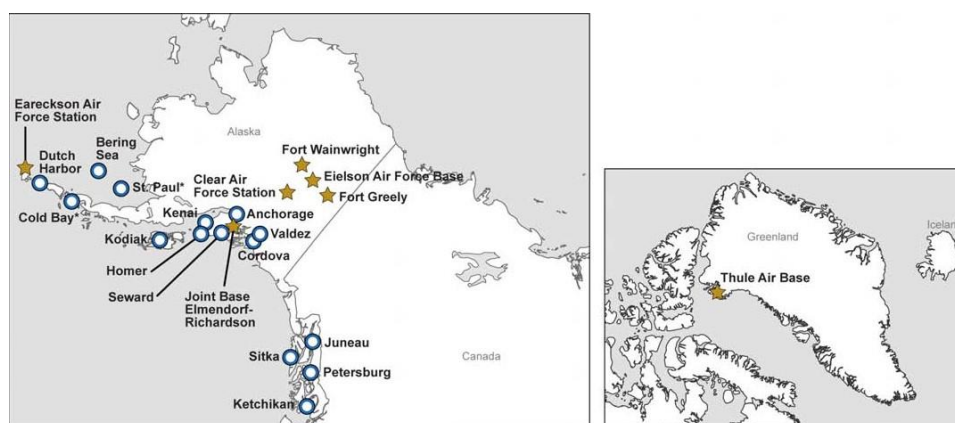 Eareckson Air
Force Station
Dutch
Harbor
Bering
Sea
St. Paul*
Cold Bay*
Alaska
Fort Wainwright
Eielson Air Force Base
Clear Air
Force Station
Fort Greely
Kenai
Anchorage
Kodiak
Valdez
Cordova
Homer
Seward
Joint Base
Elmendorf-
Richardson
Juneau
Sitka
Petersburg
Ketchikan
Canada
Greenland
Thule Air Base